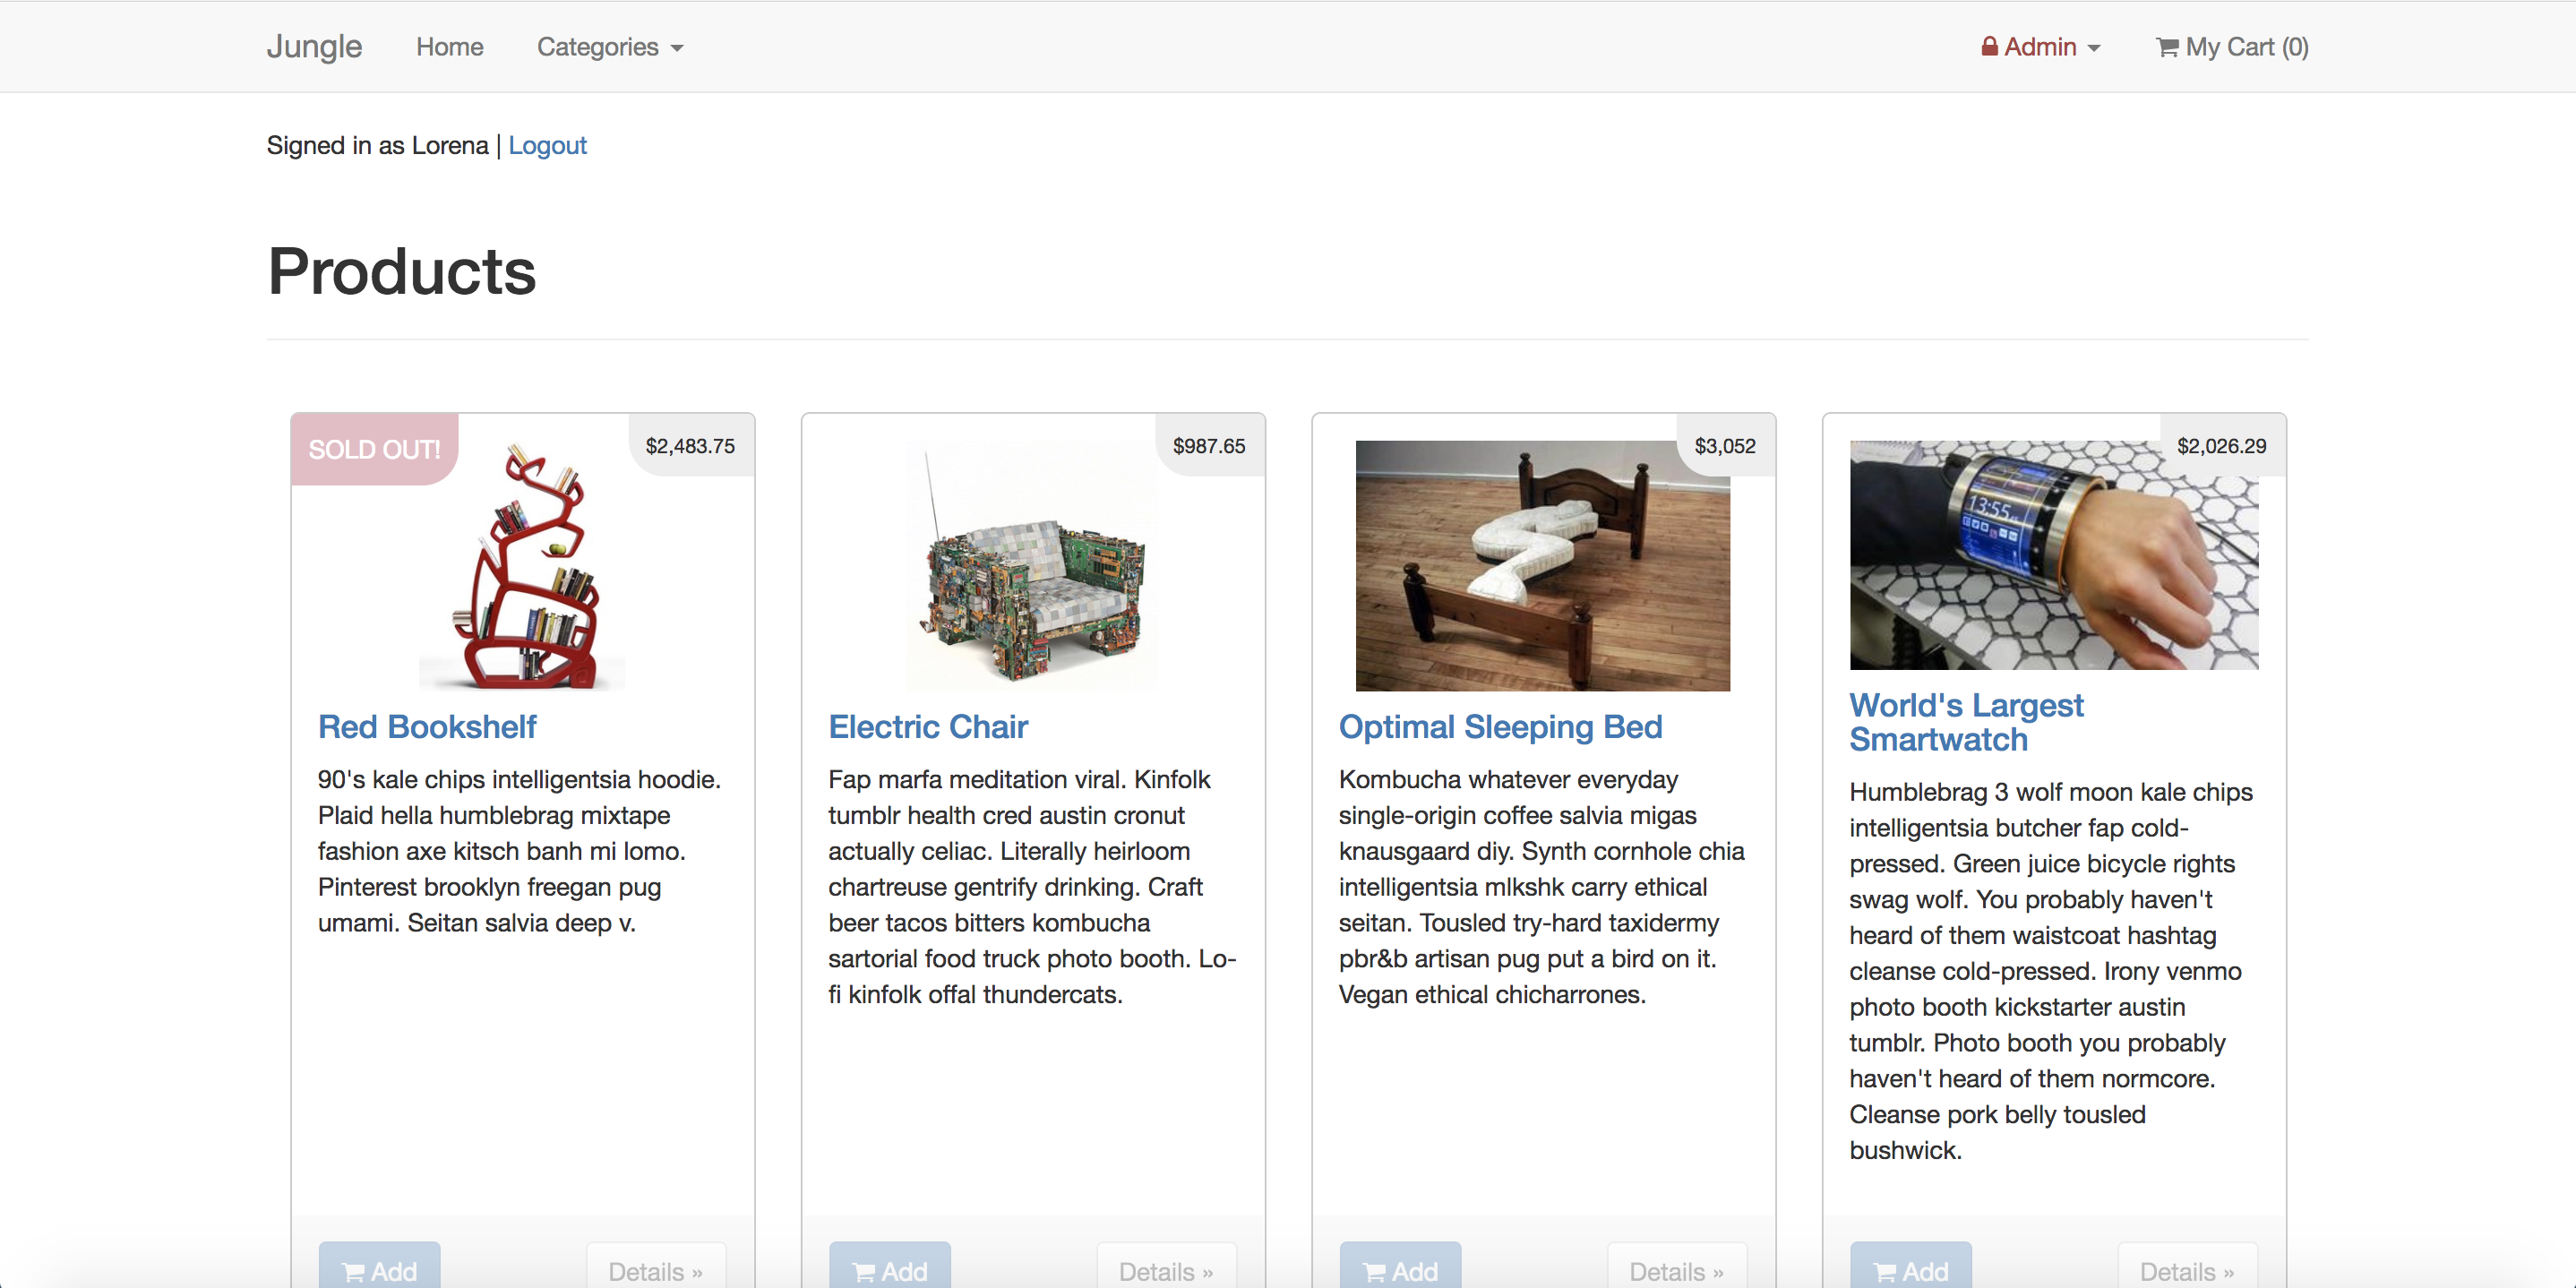 Jungle Home Categories Admin My Cart (0)
Signed in as Lorena | Logout
Products
SOLD OUT! $2,483.75
Red Bookshelf
90's kale chips intelligentsia hoodie.
Plaid hella humblebrag mixtape
fashion axe kitsch banh mi lomo.
Pinterest brooklyn freegan pug
umami. Seitan salvia deep v.
Add Details »
$987.65
Electric Chair
Fap marfa meditation viral. Kinfolk
tumblr health cred austin cronut
actually celiac. Literally heirloom
chartreuse gentrify drinking. Craft
beer tacos bitters kombucha
sartorial food truck photo booth. Lo-
fi kinfolk offal thundercats.
Add Details »
$3,052
Optimal Sleeping Bed
Kombucha whatever everyday
single-origin coffee salvia migas
knausgaard diy. Synth cornhole chia
intelligentsia mlkshk carry ethical
seitan. Tousled try-hard taxidermy
pbr&b artisan pug put a bird on it.
Vegan ethical chicharrones.
Add Details »
$2,026.29
13:55
World's Largest
Smartwatch
Humblebrag 3 wolf moon kale chips
intelligentsia butcher fap cold-
pressed. Green juice bicycle rights
swag wolf. You probably haven't
heard of them waistcoat hashtag
cleanse cold-pressed. Irony venmo
photo booth kickstarter austin
tumblr. Photo booth you probably
haven't heard of them normcore.
Cleanse pork belly tousled
bushwick.
Add Details »